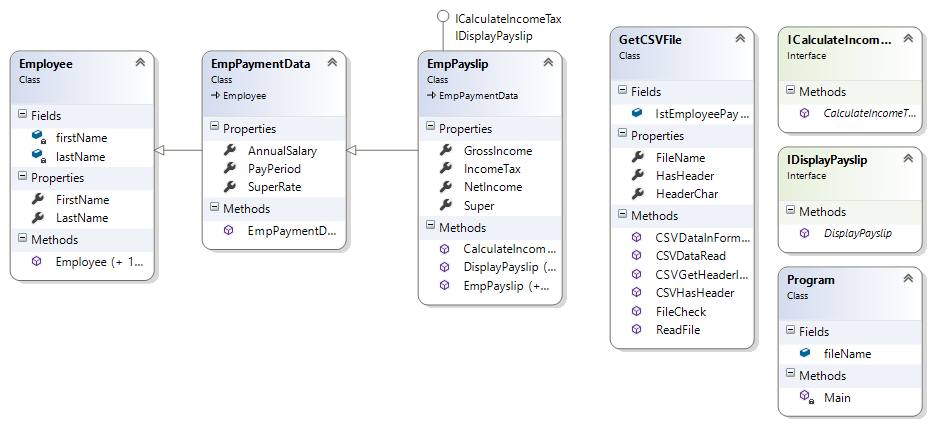 ICalculateIncomeTax
IDisplayPayslip
Employee
Class
Fields
firstName
lastName
Properties
FirstName
LastName
Methods
Employee (+ 1...
EmpPaymentData
Class
Employee
Properties
AnnualSalary
PayPeriod
SuperRate
Methods
EmpPaymentD...
EmpPayslip
Class
EmpPaymentData
Properties
GrossIncome
IncomeTax
NetIncome
Super
Methods
CalculateIncom...
DisplayPayslip (...
EmpPayslip (+...
GetCSVFile
Class
Fields
lstEmployeePay...
Properties
FileName
HasHeader
HeaderChar
Methods
CSVDataInForm...
CSVDataRead
CSVGetHeaderI...
CSVHasHeader
FileCheck
ReadFile
ICalculateIncom...
Interface
Methods
CalculateIncomeT...
IDisplayPayslip
Interface
Methods
DisplayPayslip
Program
Class
Fields
fileName
Methods
Main